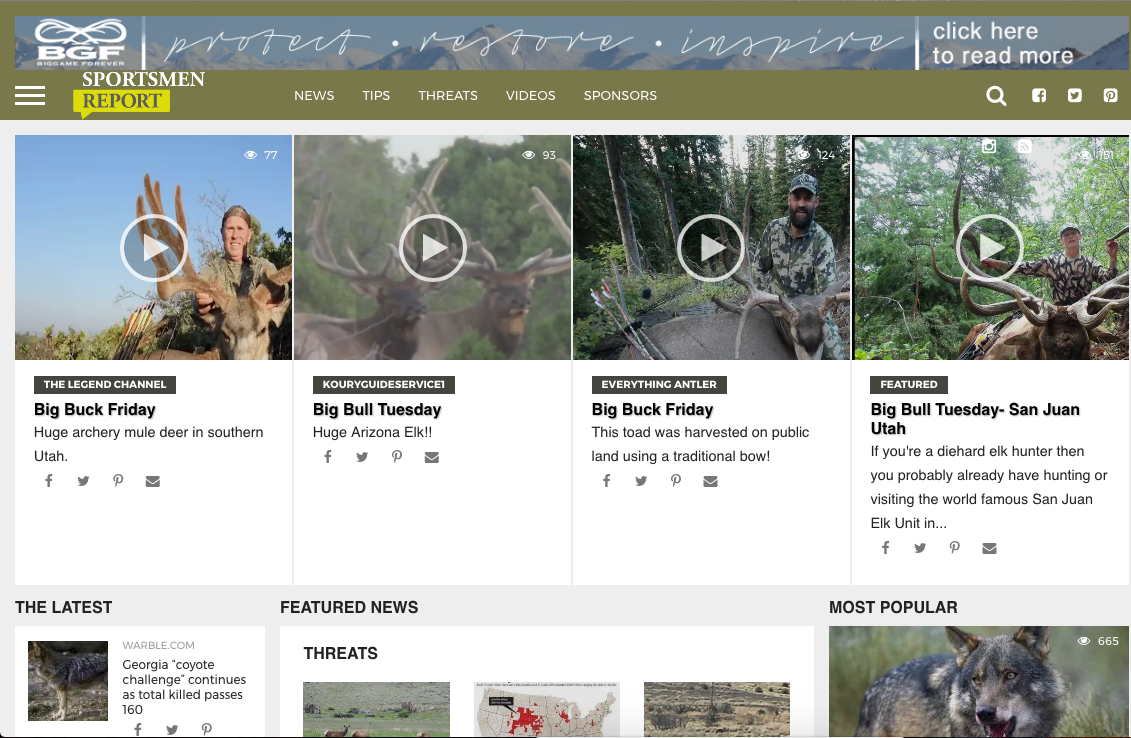 BGF
BIGGAME FOREVER
protect • restore • inspire
click here
to read more
SPORTSMEN
REPORT
NEWS TIPS THREATS VIDEOS SPONSORS
77
93
124
191
THE LEGEND CHANNEL
Big Buck Friday
Huge archery mule deer in southern
Utah.
KOURYGUIDESERVICE1
Big Bull Tuesday
Huge Arizona Elk!!
EVERYTHING ANTLER
Big Buck Friday
This toad was harvested on public
land using a traditional bow!
FEATURED
Big Bull Tuesday- San Juan
Utah
If you're a diehard elk hunter then
you probably already have hunting or
visiting the world famous San Juan
Elk Unit in...
THE LATEST
WARBLE.COM
Georgia “coyote
challenge” continues
as total killed passes
160
FEATURED NEWS
THREATS
MOST POPULAR
665